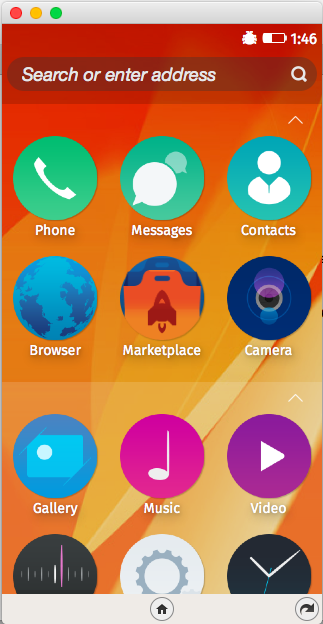 1:46
Search or enter address
Phone
Messages
Contacts
Browser
Marketplace
Camera
Gallery
Music
Video